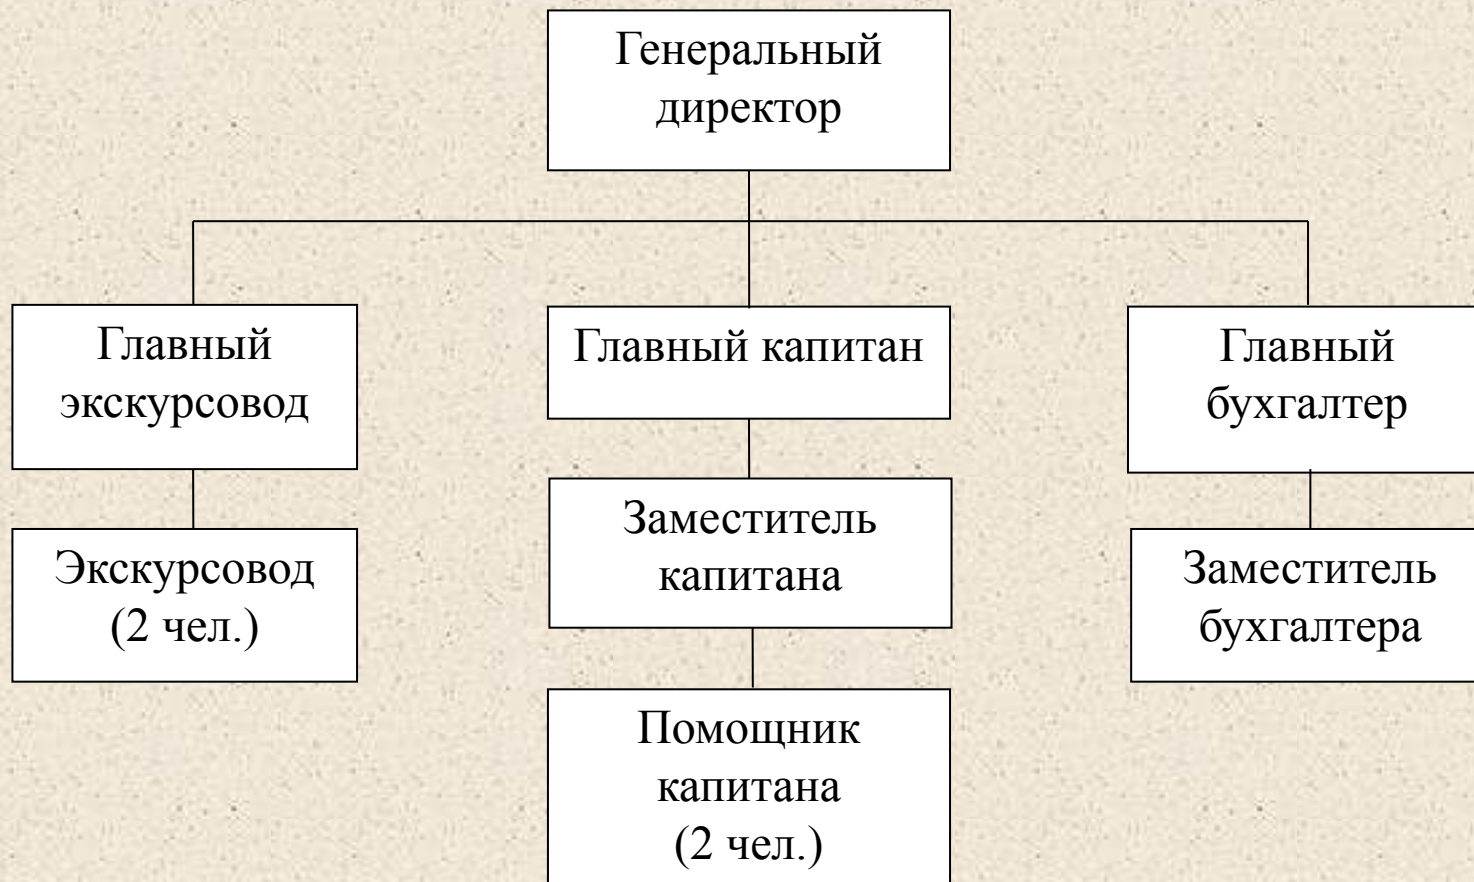 Генеральный
директор
Главный
экскурсовод
Главный капитан
Главный
бухгалтер
Экскурсовод
(2 чел.)
Заместитель
капитана
Заместитель
бухгалтера
Помощник
капитана
(2 чел.)